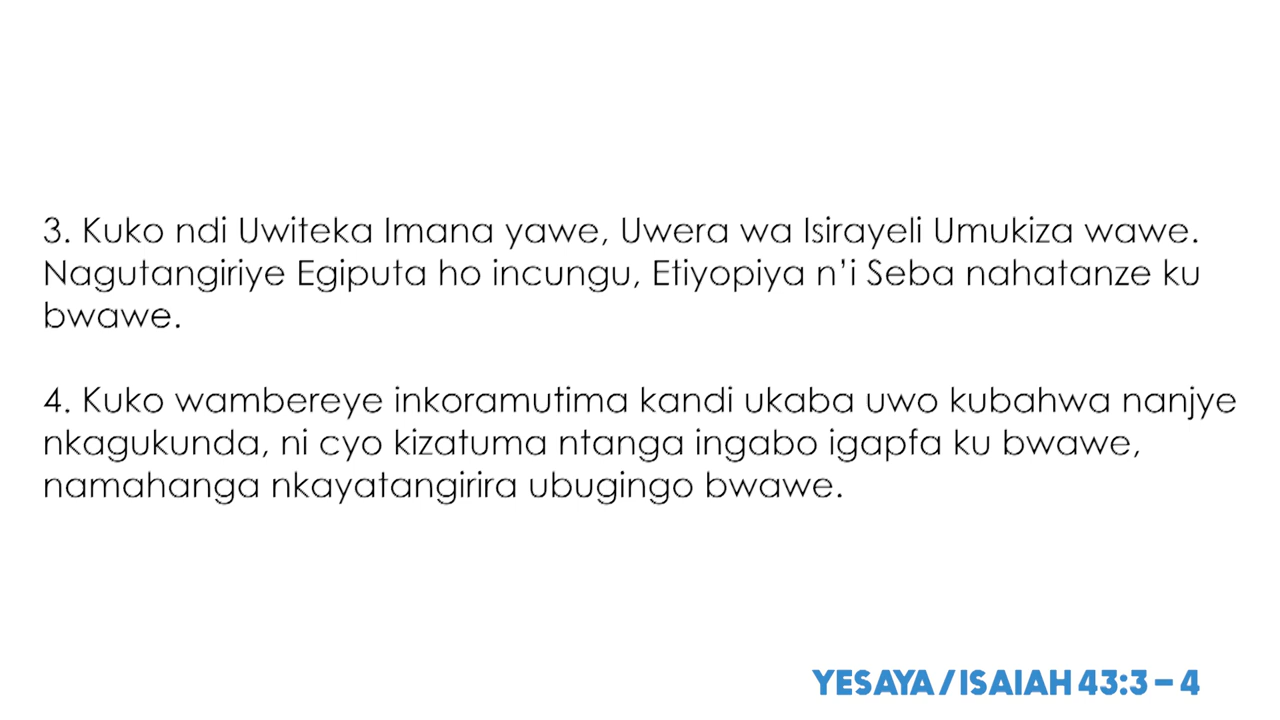 3. Kuko ndi Uwiteka Imana yawe, Uwera wa Isirayeli Umukiza wawe.
Nagutangiriye Egiputa ho incungu, Etiyopiya n’i Seba nahatanze ku
bwawe.
4. Kuko wambereye inkoramutima kandi ukaba uwo kubahwa nanjye
nkagukunda, ni cyo kizatuma ntanga ingabo igapfa ku bwawe,
namahanga nkayatangirira ubugingo bwawe.
YESAYA / ISAIAH 43:3 – 4